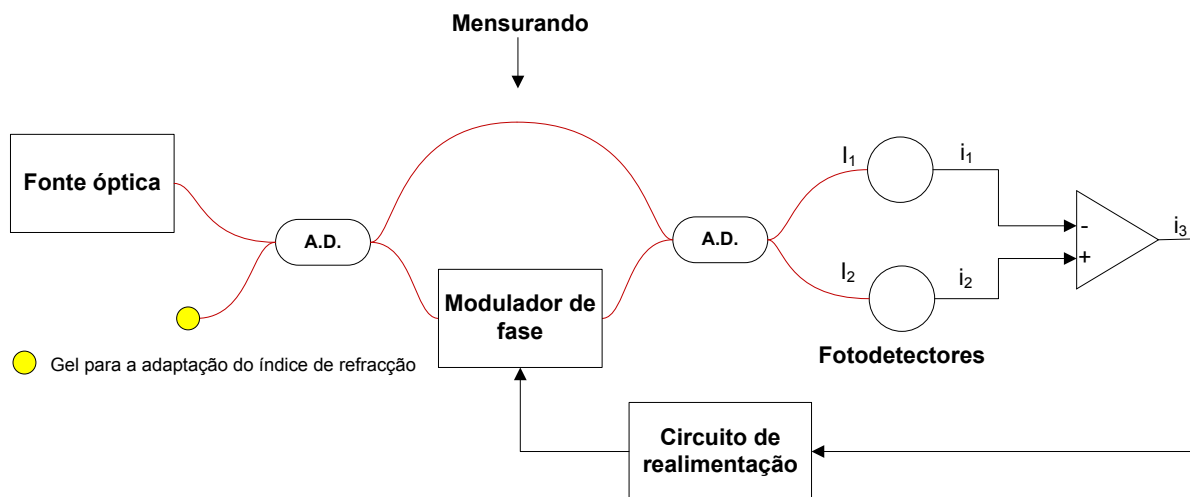 Mensurando
Fonte óptica
A.D.
A.D.
I₁
i₁
I₂
i₂
-
+
i₃
Modulador de
fase
Fotodetectores
Gel para a adaptação do índice de refracção
Circuito de
realimentação